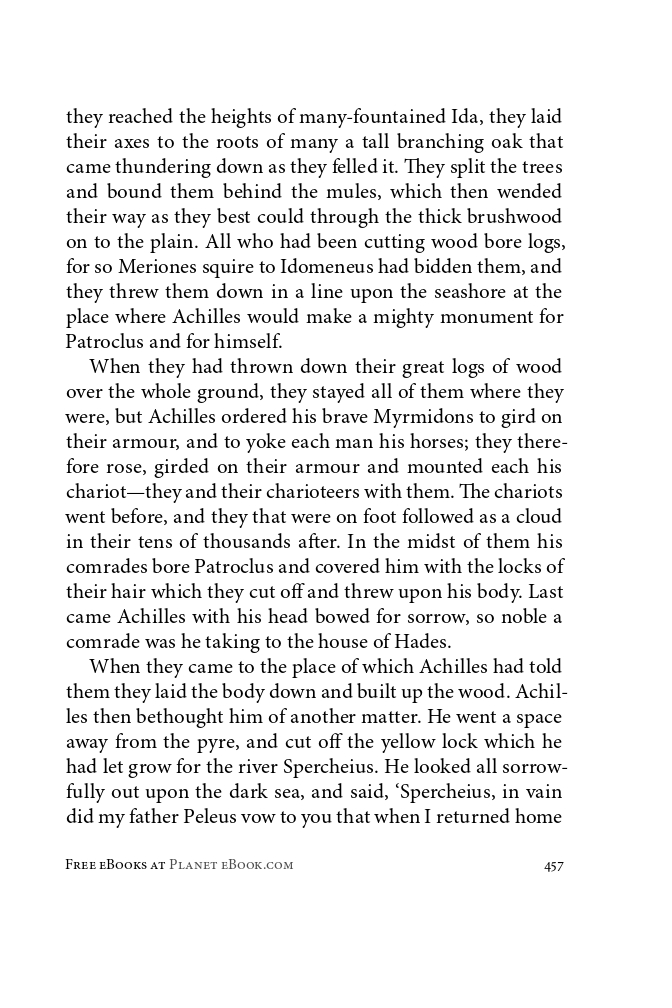 they reached the heights of many-fountained Ida, they laid
their axes to the roots of many a tall branching oak that
came thundering down as they felled it. They split the trees
and bound them behind the mules, which then wended
their way as they best could through the thick brushwood
on to the plain. All who had been cutting wood bore logs,
for so Meriones squire to Idomeneus had bidden them, and
they threw them down in a line upon the seashore at the
place where Achilles would make a mighty monument for
Patroclus and for himself.
When they had thrown down their great logs of wood
over the whole ground, they stayed all of them where they
were, but Achilles ordered his brave Myrmidons to gird on
their armour, and to yoke each man his horses; they there-
fore rose, girded on their armour and mounted each his
chariot—they and their charioteers with them. The chariots
went before, and they that were on foot followed as a cloud
in their tens of thousands after. In the midst of them his
comrades bore Patroclus and covered him with the locks of
their hair which they cut off and threw upon his body. Last
came Achilles with his head bowed for sorrow, so noble a
comrade was he taking to the house of Hades.
When they came to the place of which Achilles had told
them they laid the body down and built up the wood. Achil-
les then bethought him of another matter. He went a space
away from the pyre, and cut off the yellow lock which he
had let grow for the river Spercheius. He looked all sorrow-
fully out upon the dark sea, and said, ‘Spercheius, in vain
did my father Peleus vow to you that when I returned home
Free eBooks at Planet eBook.com 457